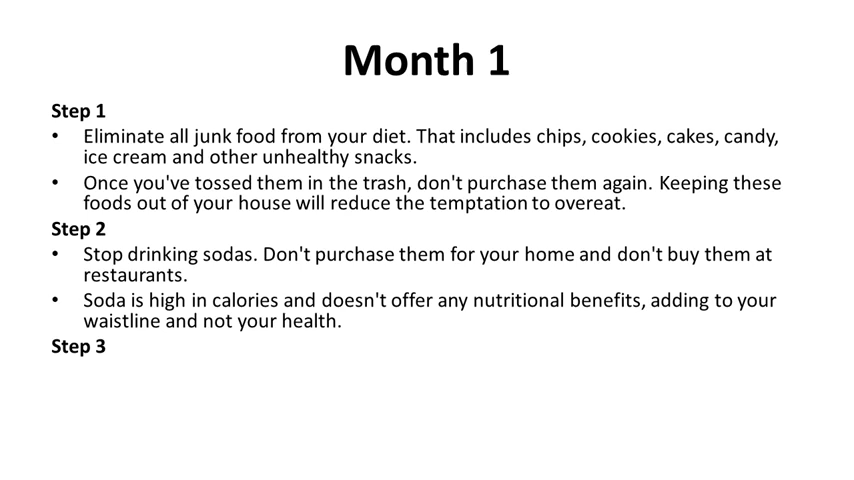 Month 1
Step 1
• Eliminate all junk food from your diet. That includes chips, cookies, cakes, candy,
ice cream and other unhealthy snacks.
• Once you've tossed them in the trash, don't purchase them again. Keeping these
foods out of your house will reduce the temptation to overeat.
Step 2
• Stop drinking sodas. Don't purchase them for your home and don't buy them at
restaurants.
• Soda is high in calories and doesn't offer any nutritional benefits, adding to your
waistline and not your health.
Step 3